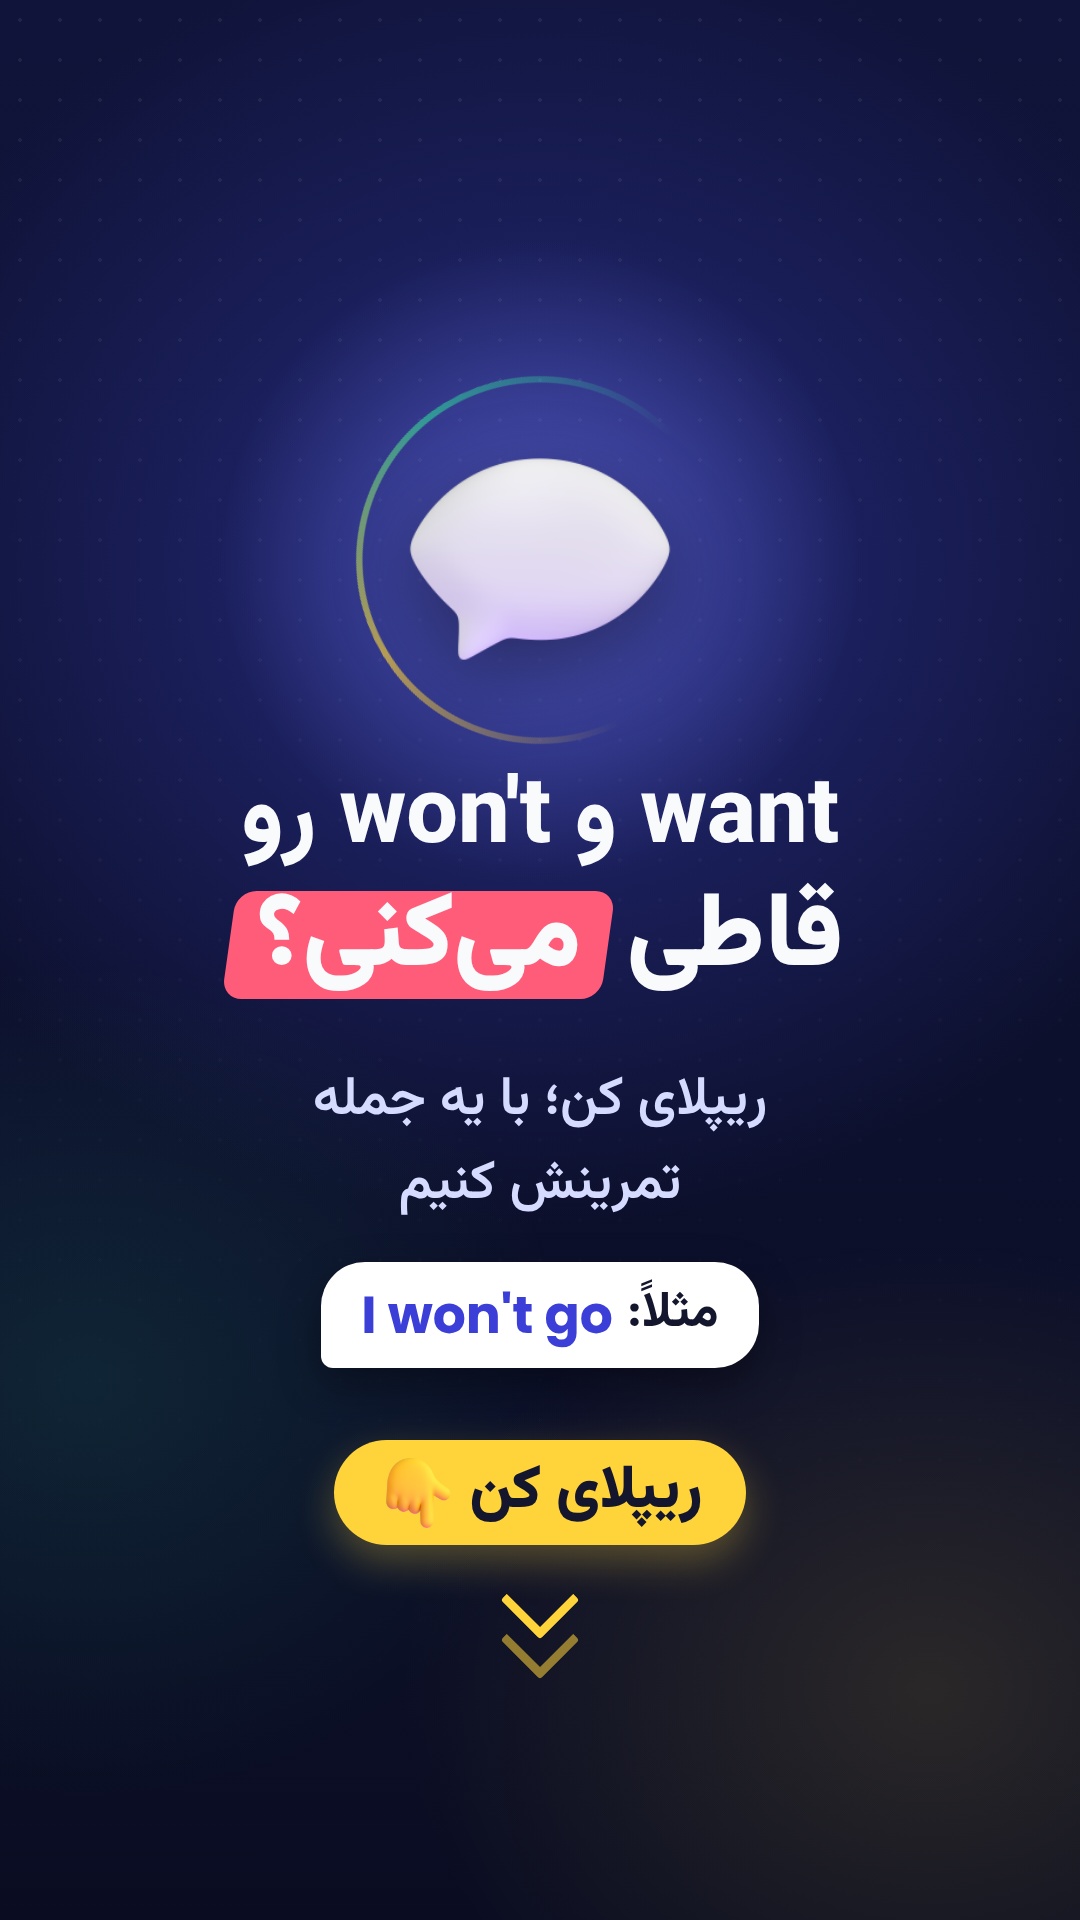 want و won't رو
قاطی می‌کنی؟
ریپلای کن؛ با یه جمله
تمرینش کنیم
مثلاً: I won't go
ریپلای کن 👇